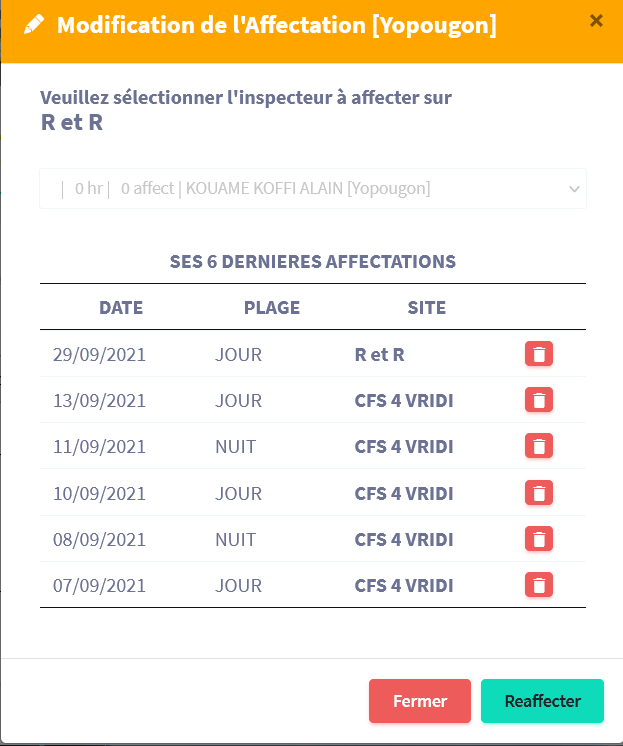 Modification de l'Affectation [Yopougon]
×
Veuillez sélectionner l'inspecteur à affecter sur
R et R
| 0 hr | 0 affect | KOUAME KOFFI ALAIN [Yopougon]
SES 6 DERNIERES AFFECTATIONS
DATE PLAGE SITE
29/09/2021 JOUR R et R
13/09/2021 JOUR CFS 4 VRIDI
11/09/2021 NUIT CFS 4 VRIDI
10/09/2021 JOUR CFS 4 VRIDI
08/09/2021 NUIT CFS 4 VRIDI
07/09/2021 JOUR CFS 4 VRIDI
Fermer Reaffecter